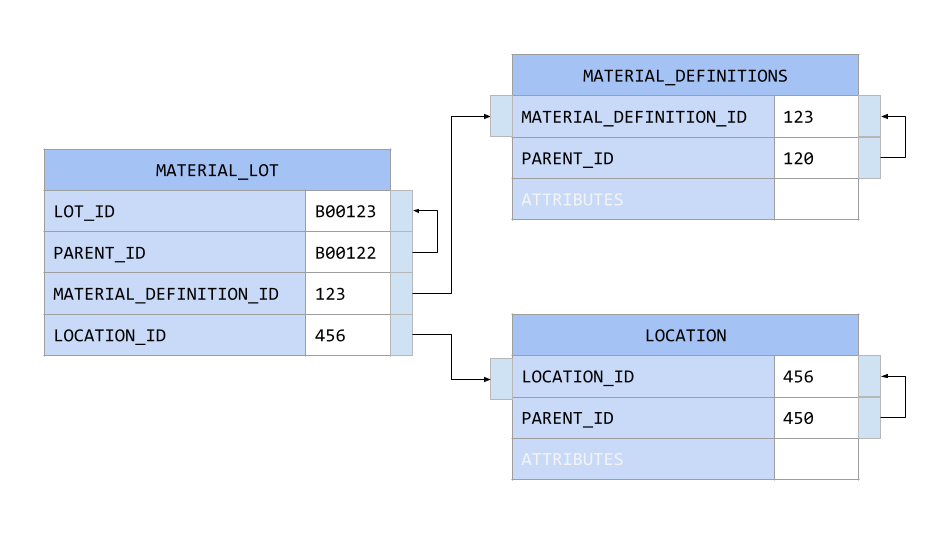 MATERIAL_DEFINITIONS
MATERIAL_DEFINITION_ID 123
PARENT_ID 120
ATTRIBUTES
MATERIAL_LOT
LOT_ID B00123
PARENT_ID B00122
MATERIAL_DEFINITION_ID 123
LOCATION_ID 456
LOCATION
LOCATION_ID 456
PARENT_ID 450
ATTRIBUTES